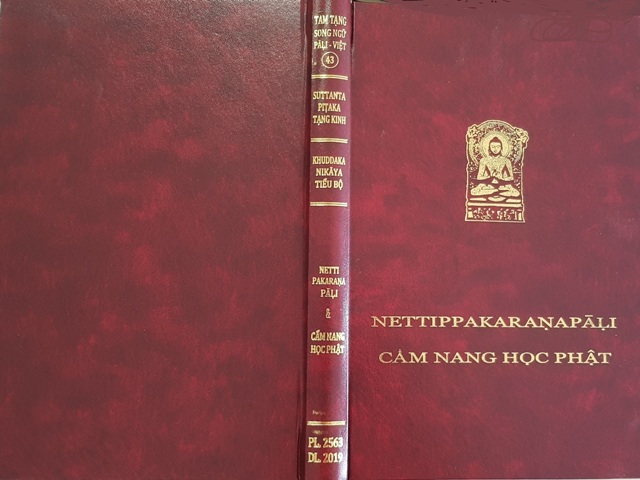 TAM TẠNG
SONG NGỮ
PĀḶI - VIỆT
43
SUTTANTA
PIṬAKA
TẠNG KINH
KHUDDAKA
NIKĀYA
TIỂU BỘ
NETTI
PAKARAṆA
PĀḶI
&
CẨM NANG
HỌC PHẬT
PL. 2563
DL. 2019
NETTIPPAKARAṆAPĀḶI
CẨM NANG HỌC PHẬT